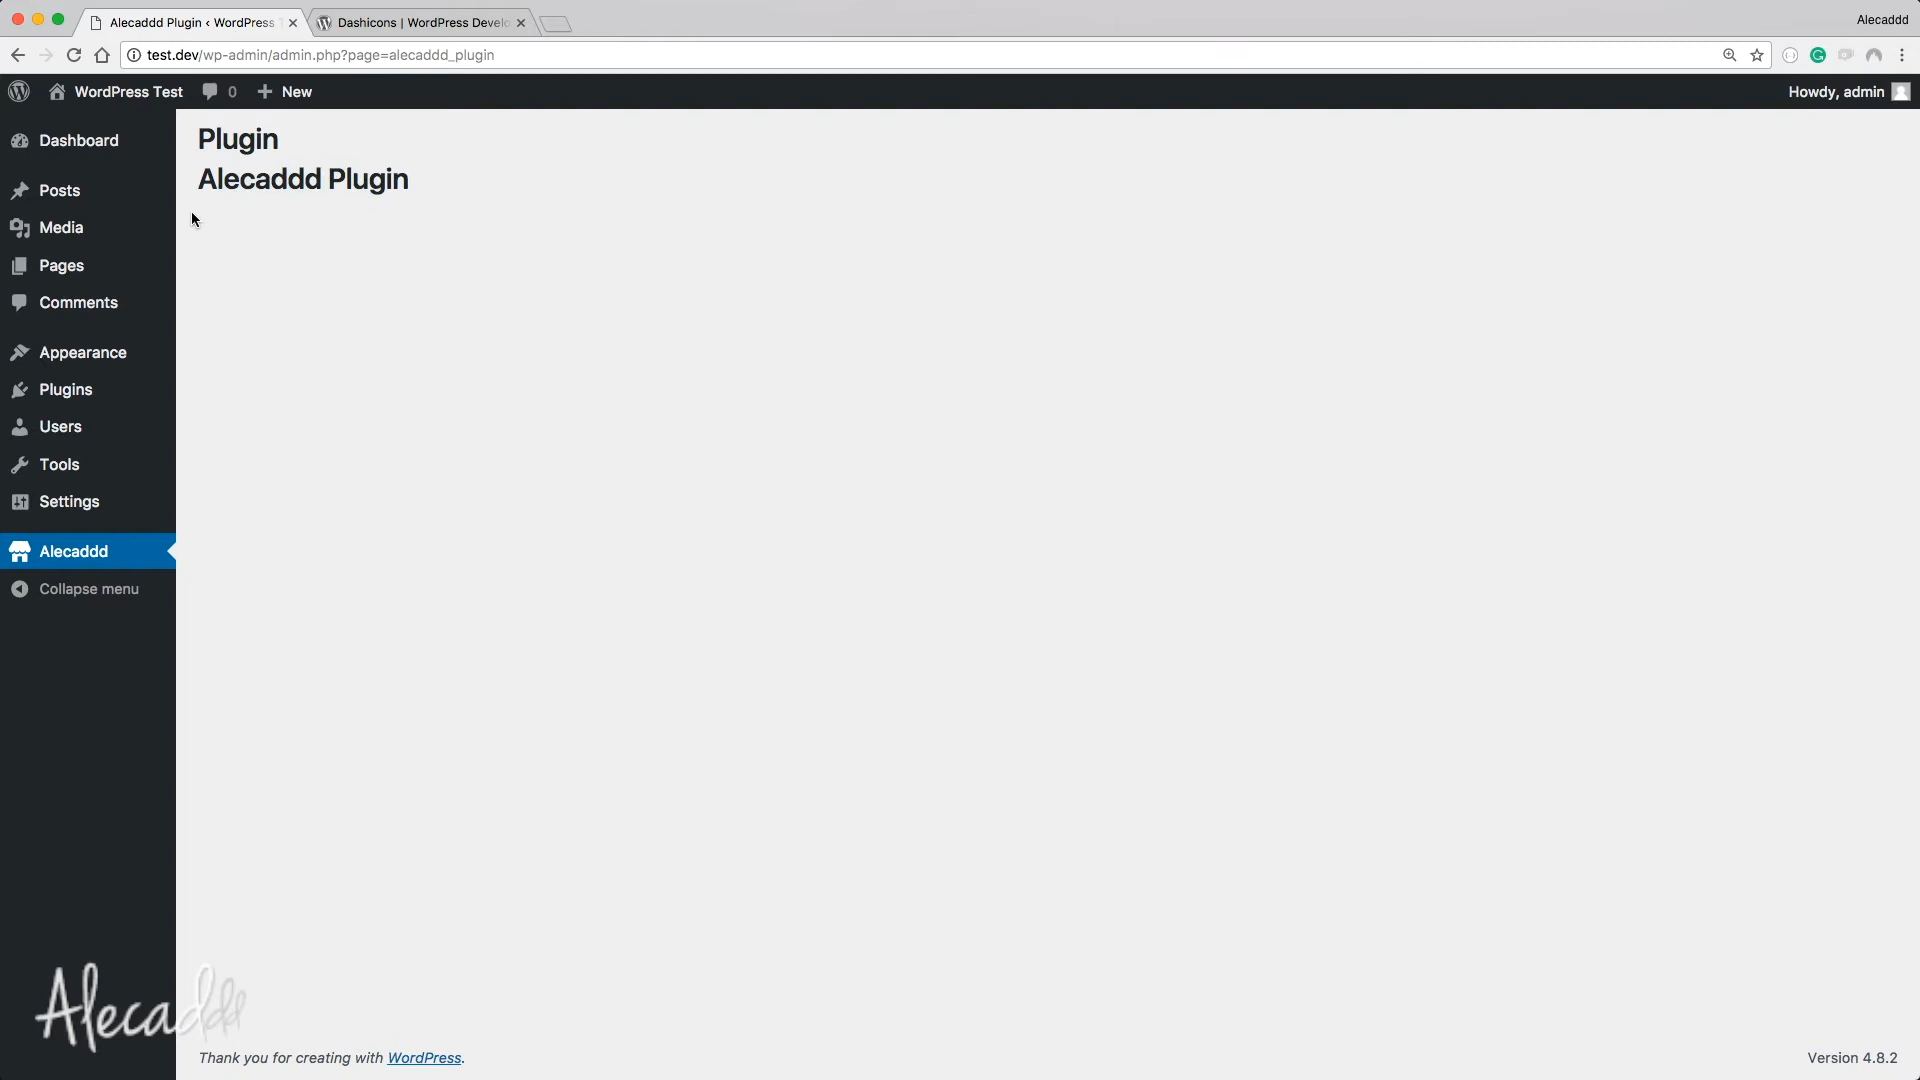 Alecaddd Plugin ‹ WordPress
Dashicons | WordPress Develo
Alecaddd
test.dev/wp-admin/admin.php?page=alecaddd_plugin
WordPress Test
0
New
Howdy, admin
Dashboard
Posts
Media
Pages
Comments
Appearance
Plugins
Users
Tools
Settings
Alecaddd
Collapse menu
Plugin
Alecaddd Plugin
Alecaddd
Thank you for creating with WordPress.
Version 4.8.2